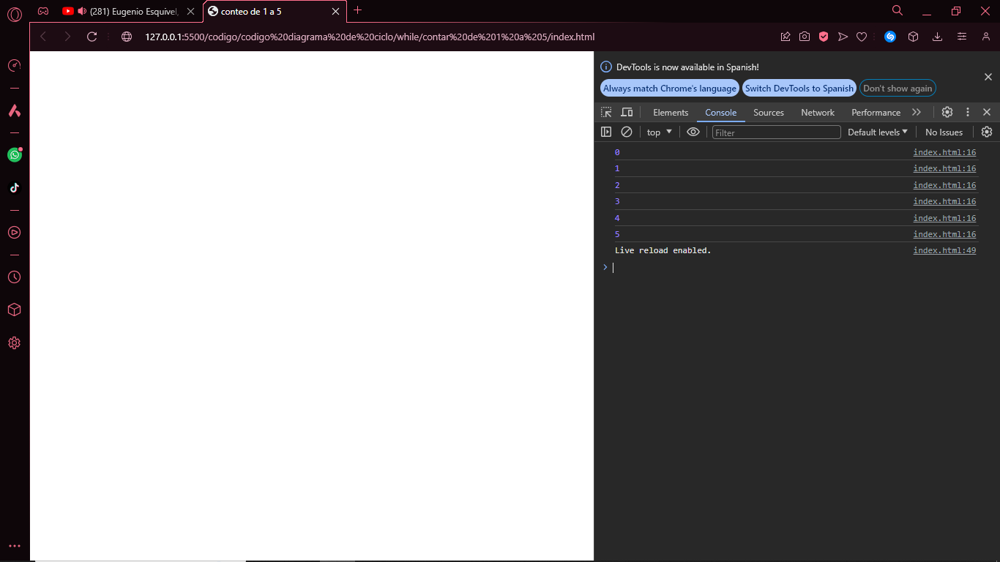 (281) Eugenio Esquivel,
conteo de 1 a 5
127.0.0.1:5500/codigo/codigo%20diagrama%20de%20ciclo/while/contar%20de%201%20a%205/index.html
DevTools is now available in Spanish!
Always match Chrome's language Switch DevTools to Spanish Don't show again
Elements Console Sources Network Performance
top Filter Default levels No Issues
0 index.html:16
1 index.html:16
2 index.html:16
3 index.html:16
4 index.html:16
5 index.html:16
Live reload enabled. index.html:49